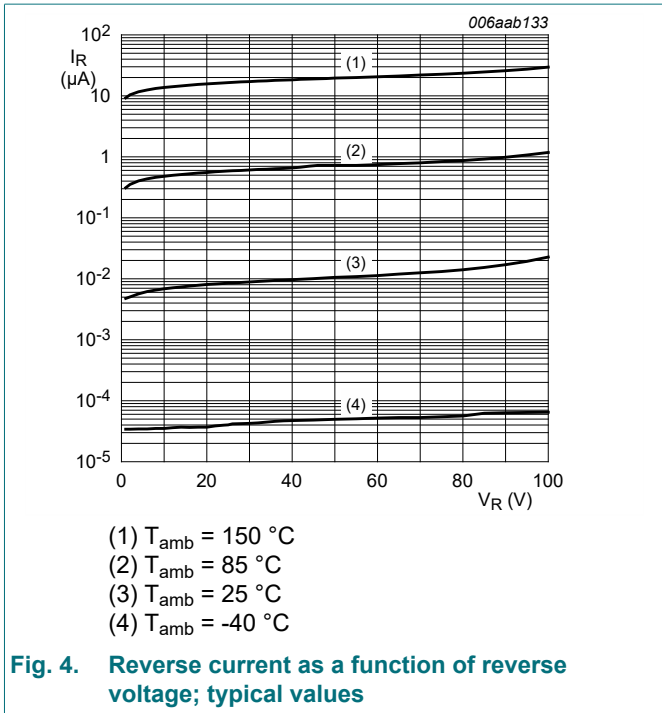 006aab133
10²
I_R
(µA)
10
1
10⁻¹
10⁻²
10⁻³
10⁻⁴
10⁻⁵
(1)
(2)
(3)
(4)
0 20 40 60 80 100
V_R (V)
(1) T_amb = 150 °C
(2) T_amb = 85 °C
(3) T_amb = 25 °C
(4) T_amb = -40 °C
Fig. 4. Reverse current as a function of reverse
voltage; typical values